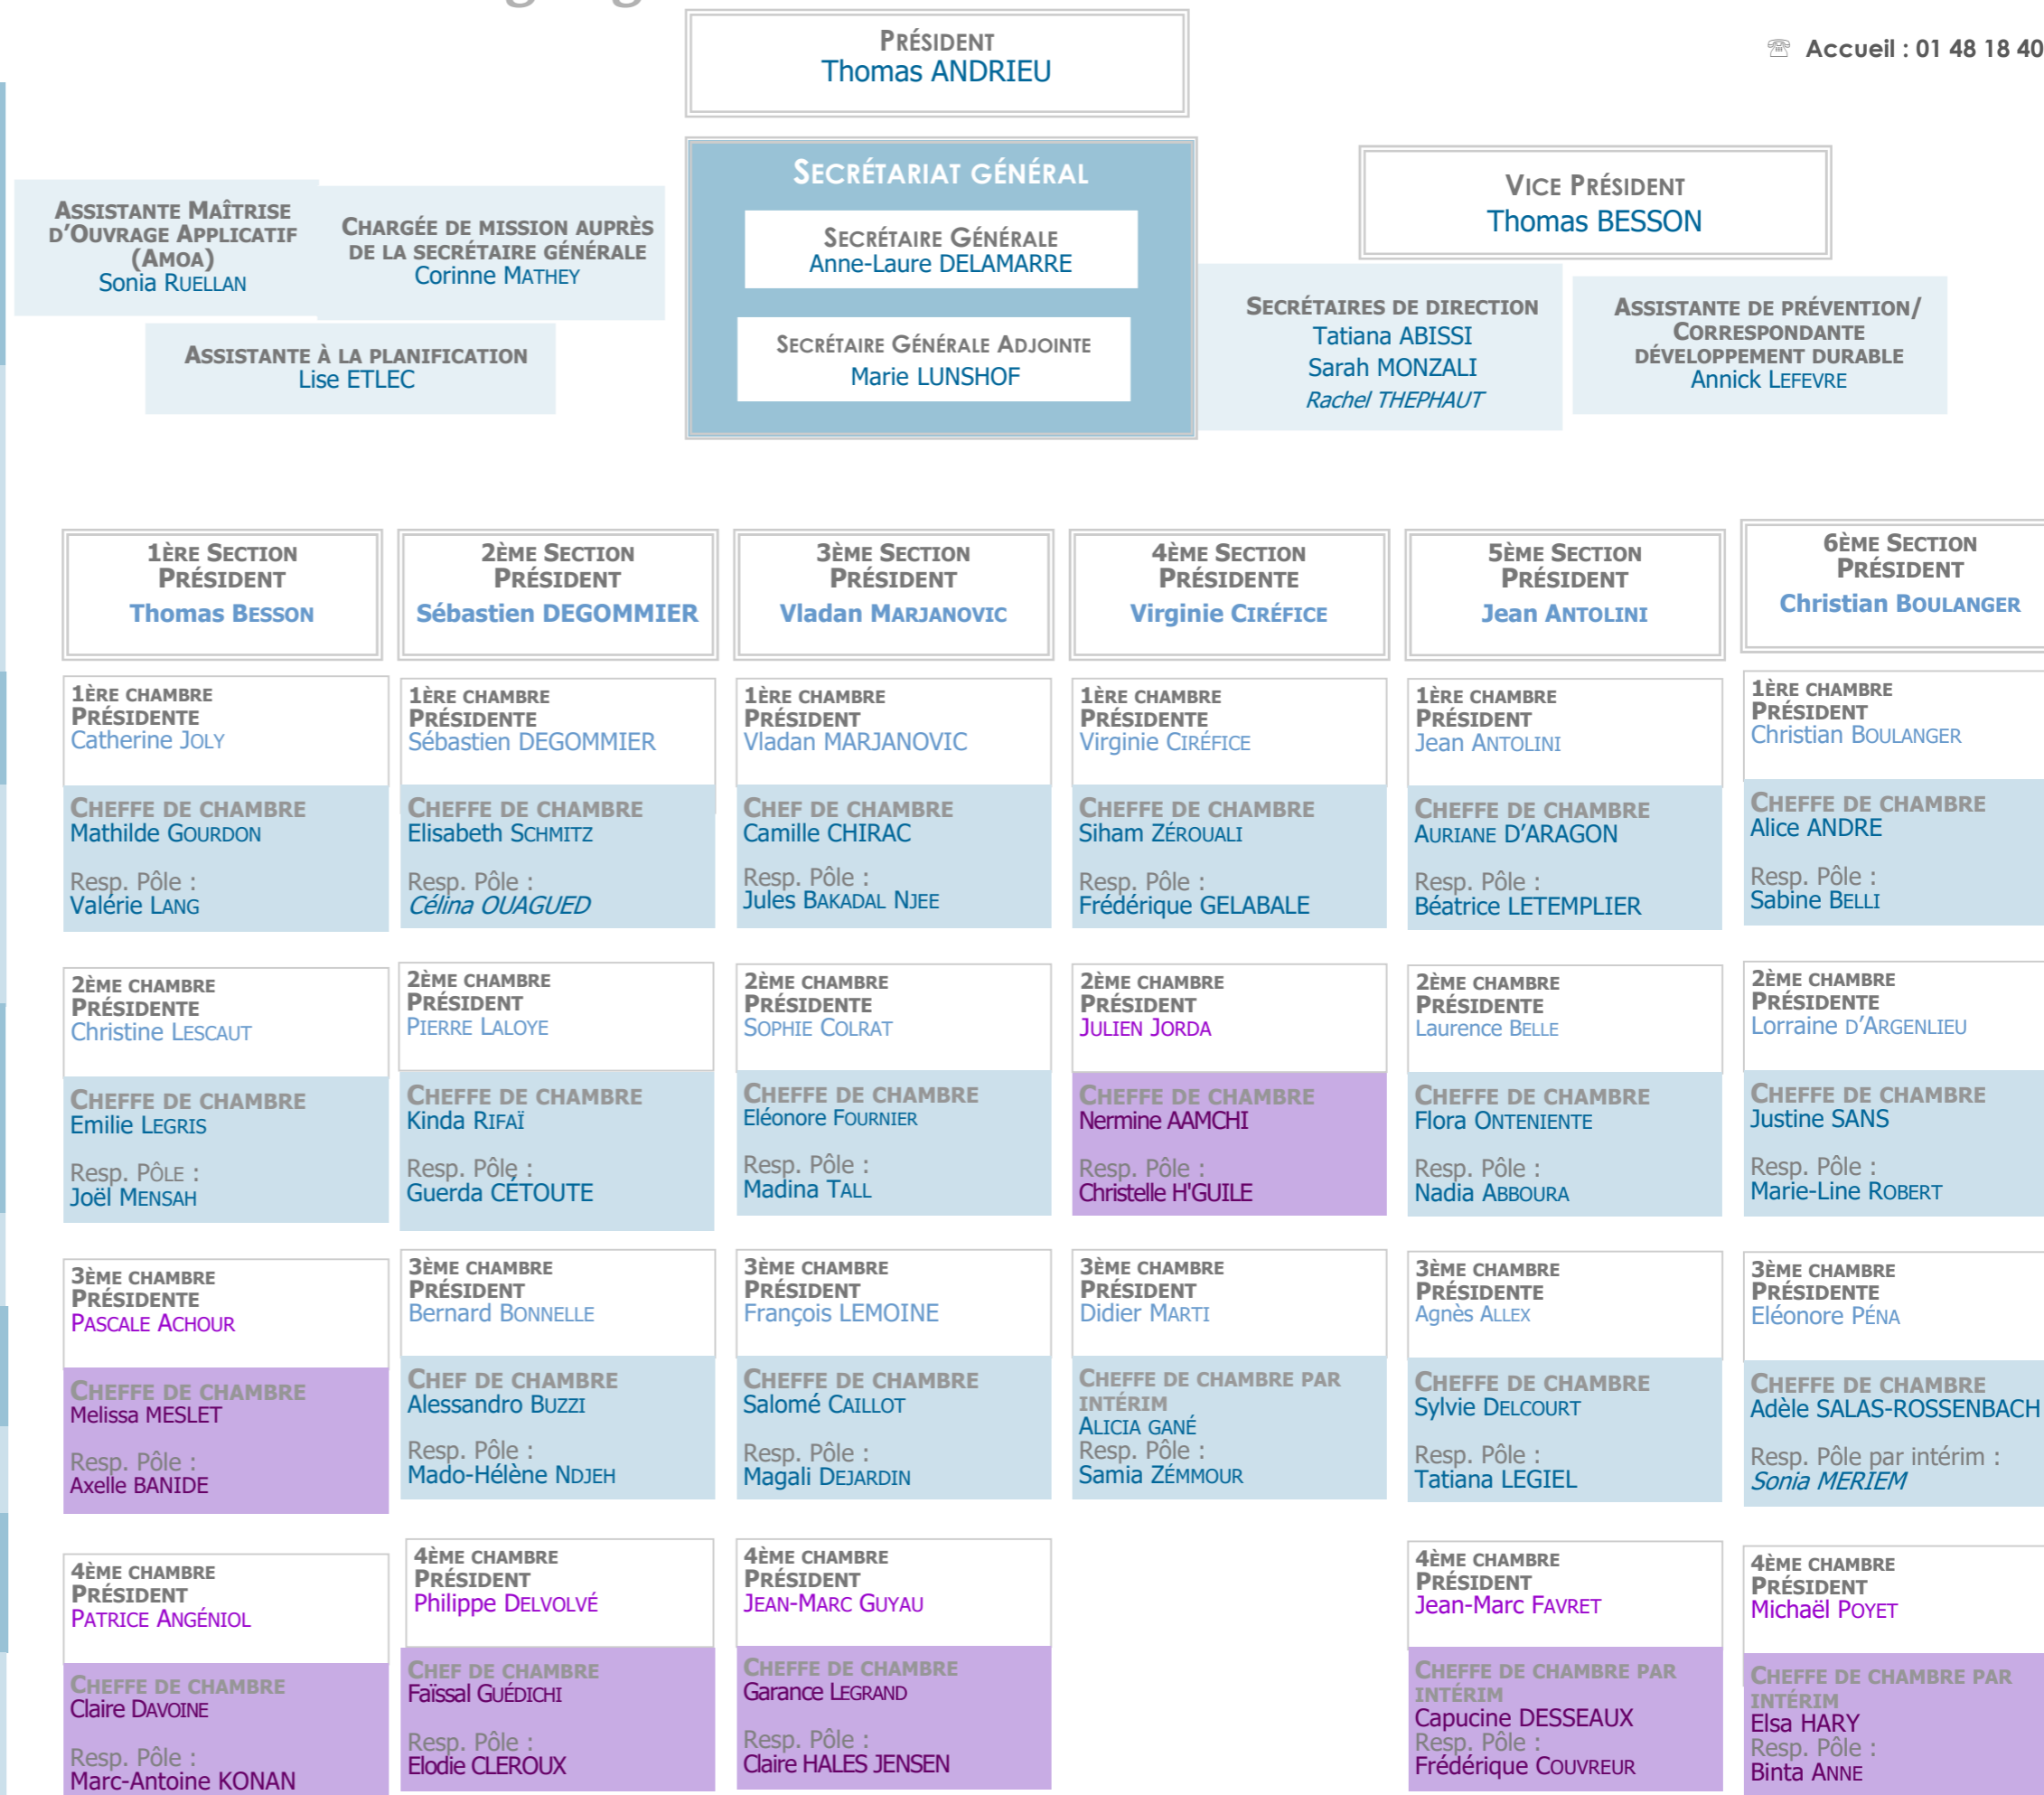 PRÉSIDENT
Thomas ANDRIEU
☏ Accueil : 01 48 18 40
SECRÉTARIAT GÉNÉRAL
SECRÉTAIRE GÉNÉRALE
Anne-Laure DELAMARRE
SECRÉTAIRE GÉNÉRALE ADJOINTE
Marie LUNSHOF
VICE PRÉSIDENT
Thomas BESSON
ASSISTANTE MAÎTRISE
D'OUVRAGE APPLICATIF
(AMOA)
Sonia RUELLAN
CHARGÉE DE MISSION AUPRÈS
DE LA SECRÉTAIRE GÉNÉRALE
Corinne MATHEY
ASSISTANTE À LA PLANIFICATION
Lise ETLEC
SECRÉTAIRES DE DIRECTION
Tatiana ABISSI
Sarah MONZALI
Rachel THEPHAUT
ASSISTANTE DE PRÉVENTION/
CORRESPONDANTE
DÉVELOPPEMENT DURABLE
Annick LEFEVRE
1ÈRE SECTION
PRÉSIDENT
Thomas BESSON
1ÈRE CHAMBRE
PRÉSIDENTE
Catherine JOLY
CHEFFE DE CHAMBRE
Mathilde GOURDON
Resp. Pôle :
Valérie LANG
2ÈME CHAMBRE
PRÉSIDENTE
Christine LESCAUT
CHEFFE DE CHAMBRE
Emilie LEGRIS
Resp. PÔLE :
Joël MENSAH
3ÈME CHAMBRE
PRÉSIDENTE
PASCALE ACHOUR
CHEFFE DE CHAMBRE
Melissa MESLET
Resp. Pôle :
Axelle BANIDE
4ÈME CHAMBRE
PRÉSIDENT
PATRICE ANGÉNIOL
CHEFFE DE CHAMBRE
Claire DAVOINE
Resp. Pôle :
Marc-Antoine KONAN
2ÈME SECTION
PRÉSIDENT
Sébastien DEGOMMIER
1ÈRE CHAMBRE
PRÉSIDENTE
Sébastien DEGOMMIER
CHEFFE DE CHAMBRE
Elisabeth SCHMITZ
Resp. Pôle :
Célina OUAGUED
2ÈME CHAMBRE
PRÉSIDENT
PIERRE LALOYE
CHEFFE DE CHAMBRE
Kinda RIFAÏ
Resp. Pôle :
Guerda CÉTOUTE
3ÈME CHAMBRE
PRÉSIDENT
Bernard BONNELLE
CHEF DE CHAMBRE
Alessandro BUZZI
Resp. Pôle :
Mado-Hélène NDJEH
4ÈME CHAMBRE
PRÉSIDENT
Philippe DELVOLVÉ
CHEF DE CHAMBRE
Faïssal GUÉDICHI
Resp. Pôle :
Elodie CLEROUX
3ÈME SECTION
PRÉSIDENT
Vladan MARJANOVIC
1ÈRE CHAMBRE
PRÉSIDENT
Vladan MARJANOVIC
CHEF DE CHAMBRE
Camille CHIRAC
Resp. Pôle :
Jules BAKADAL NJEE
2ÈME CHAMBRE
PRÉSIDENTE
SOPHIE COLRAT
CHEFFE DE CHAMBRE
Eléonore FOURNIER
Resp. Pôle :
Madina TALL
3ÈME CHAMBRE
PRÉSIDENT
François LEMOINE
CHEFFE DE CHAMBRE
Salomé CAILLOT
Resp. Pôle :
Magali DEJARDIN
4ÈME CHAMBRE
PRÉSIDENT
JEAN-MARC GUYAU
CHEFFE DE CHAMBRE
Garance LEGRAND
Resp. Pôle :
Claire HALES JENSEN
4ÈME SECTION
PRÉSIDENTE
Virginie CIRÉFICE
1ÈRE CHAMBRE
PRÉSIDENTE
Virginie CIRÉFICE
CHEFFE DE CHAMBRE
Siham ZÉROUALI
Resp. Pôle :
Frédérique GELABALE
2ÈME CHAMBRE
PRÉSIDENT
JULIEN JORDA
CHEFFE DE CHAMBRE
Nermine AAMCHI
Resp. Pôle :
Christelle H'GUILE
3ÈME CHAMBRE
PRÉSIDENT
Didier MARTI
CHEFFE DE CHAMBRE PAR
INTÉRIM
ALICIA GANÉ
Resp. Pôle :
Samia ZÉMMOUR
5ÈME SECTION
PRÉSIDENT
Jean ANTOLINI
1ÈRE CHAMBRE
PRÉSIDENT
Jean ANTOLINI
CHEFFE DE CHAMBRE
AURIANE D'ARAGON
Resp. Pôle :
Béatrice LETEMPLIER
2ÈME CHAMBRE
PRÉSIDENTE
Laurence BELLE
CHEFFE DE CHAMBRE
Flora ONTENIENTE
Resp. Pôle :
Nadia ABBOURA
3ÈME CHAMBRE
PRÉSIDENTE
Agnès ALLEX
CHEFFE DE CHAMBRE
Sylvie DELCOURT
Resp. Pôle :
Tatiana LEGIEL
4ÈME CHAMBRE
PRÉSIDENT
Jean-Marc FAVRET
CHEFFE DE CHAMBRE PAR
INTÉRIM
Capucine DESSEAUX
Resp. Pôle :
Frédérique COUVREUR
6ÈME SECTION
PRÉSIDENT
Christian BOULANGER
1ÈRE CHAMBRE
PRÉSIDENT
Christian BOULANGER
CHEFFE DE CHAMBRE
Alice ANDRE
Resp. Pôle :
Sabine BELLI
2ÈME CHAMBRE
PRÉSIDENTE
Lorraine D'ARGENLIEU
CHEFFE DE CHAMBRE
Justine SANS
Resp. Pôle :
Marie-Line ROBERT
3ÈME CHAMBRE
PRÉSIDENTE
Eléonore PÉNA
CHEFFE DE CHAMBRE
Adèle SALAS-ROSSENBACH
Resp. Pôle par intérim :
Sonia MERIEM
4ÈME CHAMBRE
PRÉSIDENT
Michaël POYET
CHEFFE DE CHAMBRE PAR
INTÉRIM
Elsa HARY
Resp. Pôle :
Binta ANNE